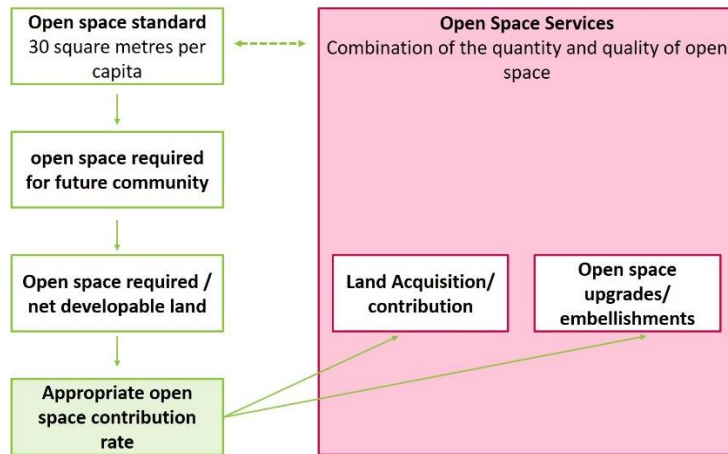 Open space standard
30 square metres per
capita
open space required
for future community
Open space required /
net developable land
Appropriate open
space contribution
rate
Open Space Services
Combination of the quantity and quality of open
space
Land Acquisition/
contribution
Open space
upgrades/
embellishments